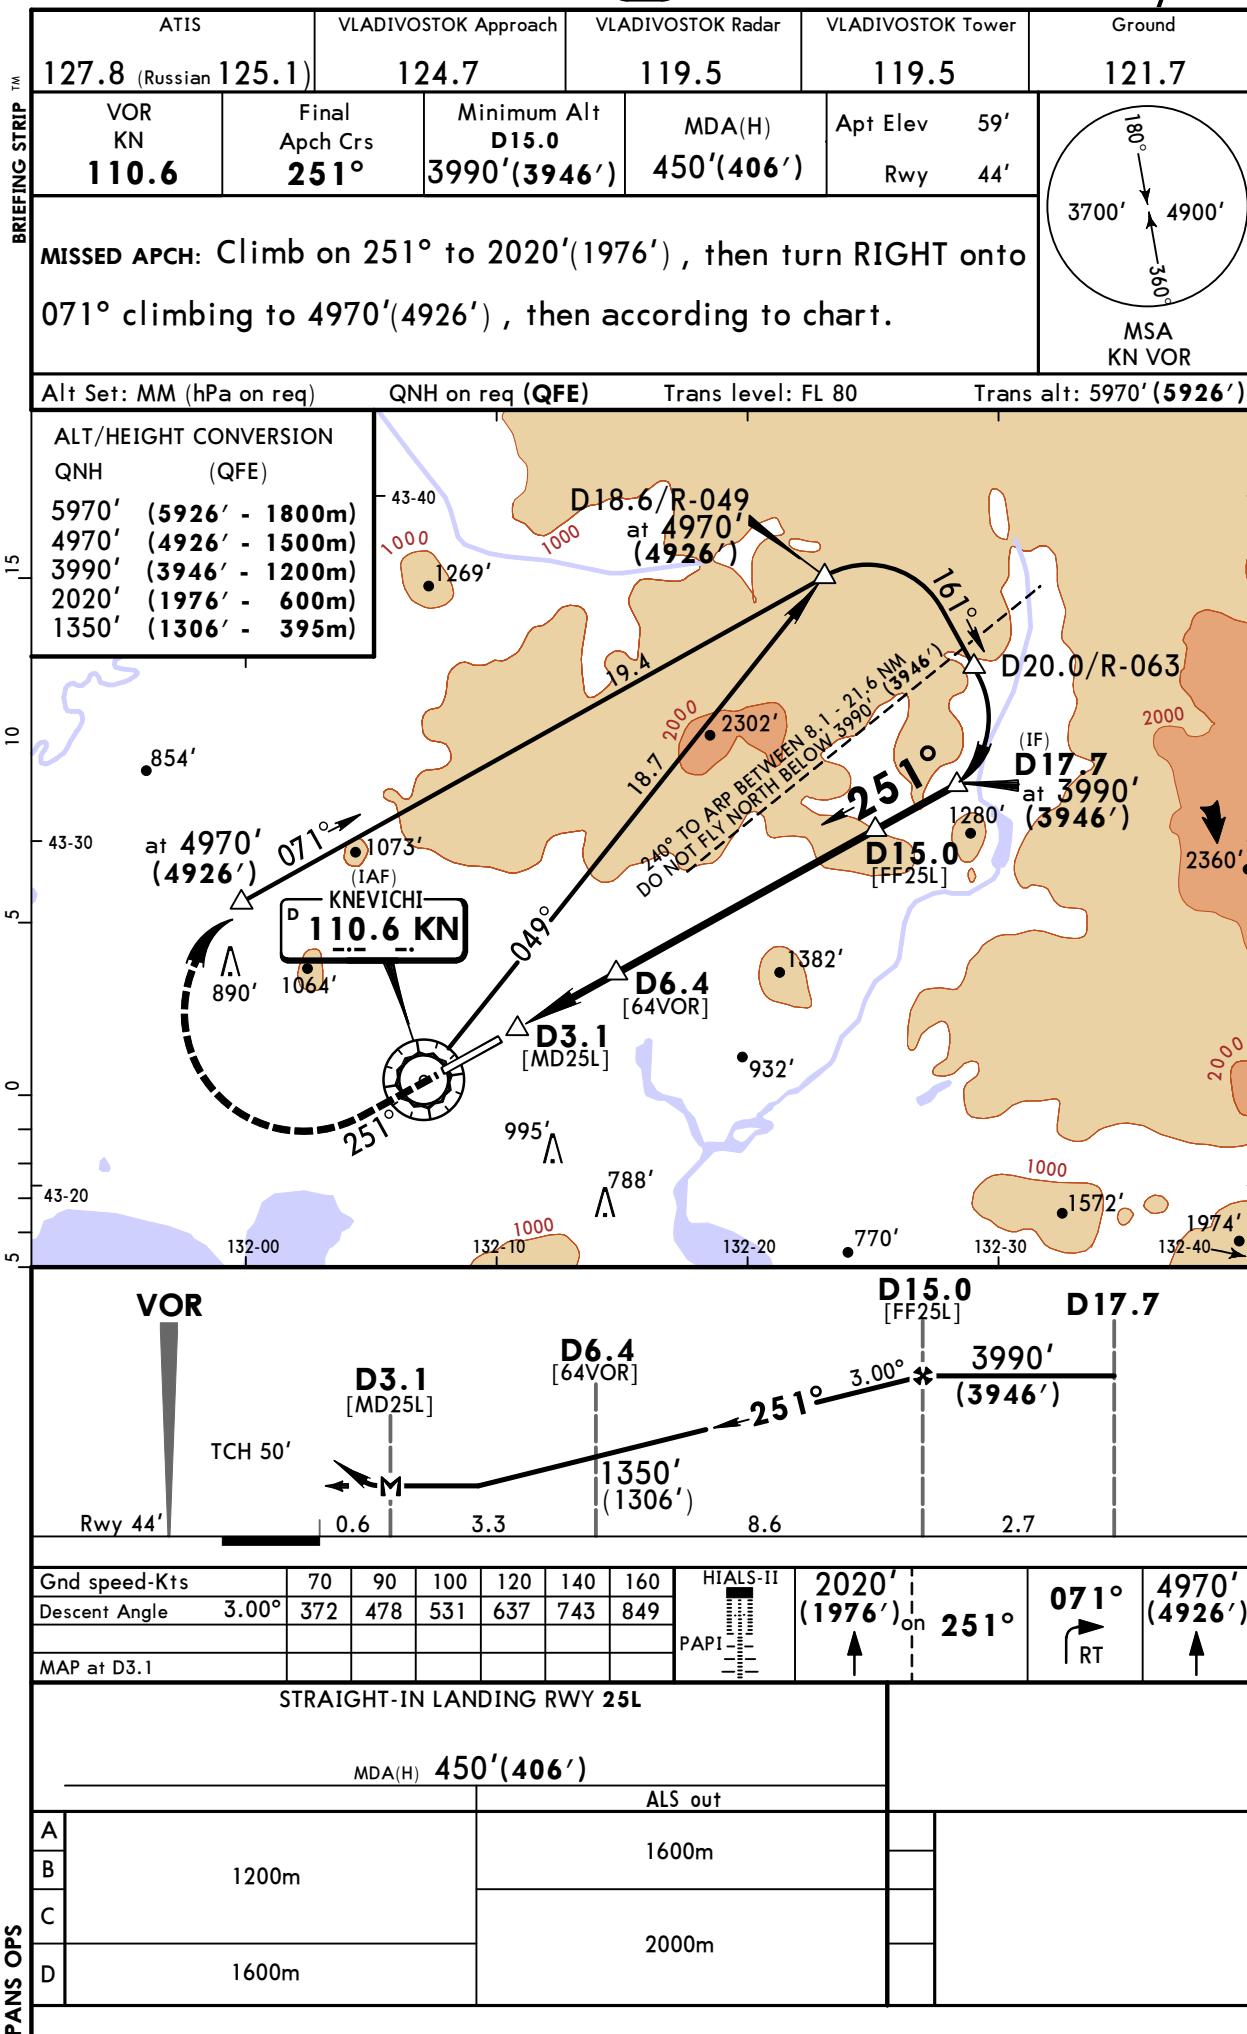 ATIS
127.8 (Russian 125.1)
VLADIVOSTOK Approach
124.7
VLADIVOSTOK Radar
119.5
VLADIVOSTOK Tower
119.5
Ground
121.7
BRIEFING STRIP TM
VOR
KN
110.6
Final
Apch Crs
251°
Minimum Alt
D15.0
3990'(3946')
MDA(H)
450'(406')
Apt Elev 59'
Rwy 44'
180°
3700'
4900'
360°
MSA
KN VOR
MISSED APCH: Climb on 251° to 2020'(1976') , then turn RIGHT onto
071° climbing to 4970'(4926') , then according to chart.
Alt Set: MM (hPa on req) QNH on req (QFE) Trans level: FL 80 Trans alt: 5970'(5926')
ALT/HEIGHT CONVERSION
QNH (QFE)
5970' (5926' - 1800m)
4970' (4926' - 1500m)
3990' (3946' - 1200m)
2020' (1976' - 600m)
1350' (1306' - 395m)
43-40
D18.6/R-049
at 4970'
(4926')
1000
1000
1269'
15
161°
D20.0/R-063
19.4
2000
2302'
18.7
240° TO ARP BETWEEN 8.1 - 21.6 NM
DO NOT FLY NORTH BELOW 3990' (3946')
2000
10
854'
(IF)
D17.7
at 3990'
(3946')
251°
1280'
43-30
at 4970'
(4926')
071°
1073'
D15.0
[FF25L]
2360'
(IAF)
KNEVICHI
D 110.6 KN
5
049°
890'
1064'
D6.4
[64VOR]
1382'
D3.1
[MD25L]
932'
2000
0
251°
995'
788'
43-20
1000
1572'
1000
1974'
770'
5
132-00
132-10
132-20
132-30
132-40
VOR
D15.0
[FF25L]
D17.7
D6.4
[64VOR]
D3.1
[MD25L]
3.00°
3990'
(3946')
251°
TCH 50'
1350'
(1306')
M
Rwy 44'
0.6
3.3
8.6
2.7
Gnd speed-Kts 70 90 100 120 140 160
Descent Angle 3.00° 372 478 531 637 743 849
MAP at D3.1
HIALS-II
PAPI
2020'
(1976')
on 251°
071°
RT
4970'
(4926')
STRAIGHT-IN LANDING RWY 25L
MDA(H) 450'(406')
ALS out
A
B
C
D
1200m
1600m
1600m
2000m
PANS OPS